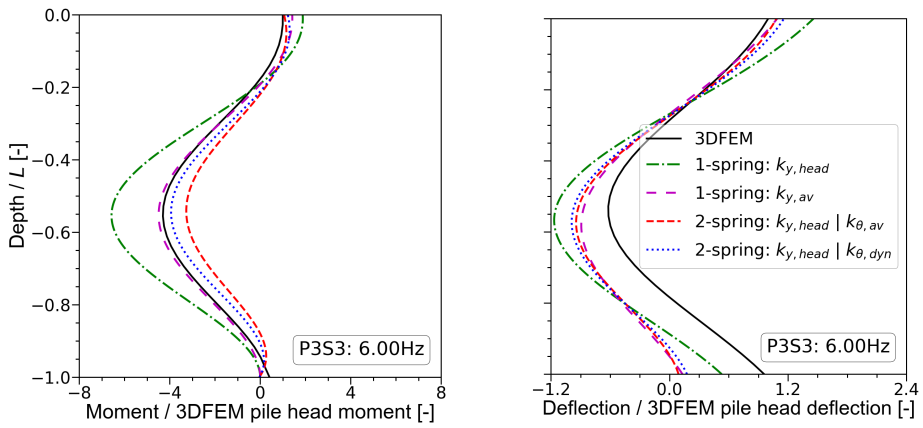 0.0
−0.2
−0.4
−0.6
−0.8
−1.0
Depth / L [-]
P3S3: 6.00Hz
−8 −4 0 4 8
Moment / 3DFEM pile head moment [-]
3DFEM
1-spring: k_{y, head}
1-spring: k_{y, av}
2-spring: k_{y, head} | k_{θ, av}
2-spring: k_{y, head} | k_{θ, dyn}
P3S3: 6.00Hz
−1.2 0.0 1.2 2.4
Deflection / 3DFEM pile head deflection [-]